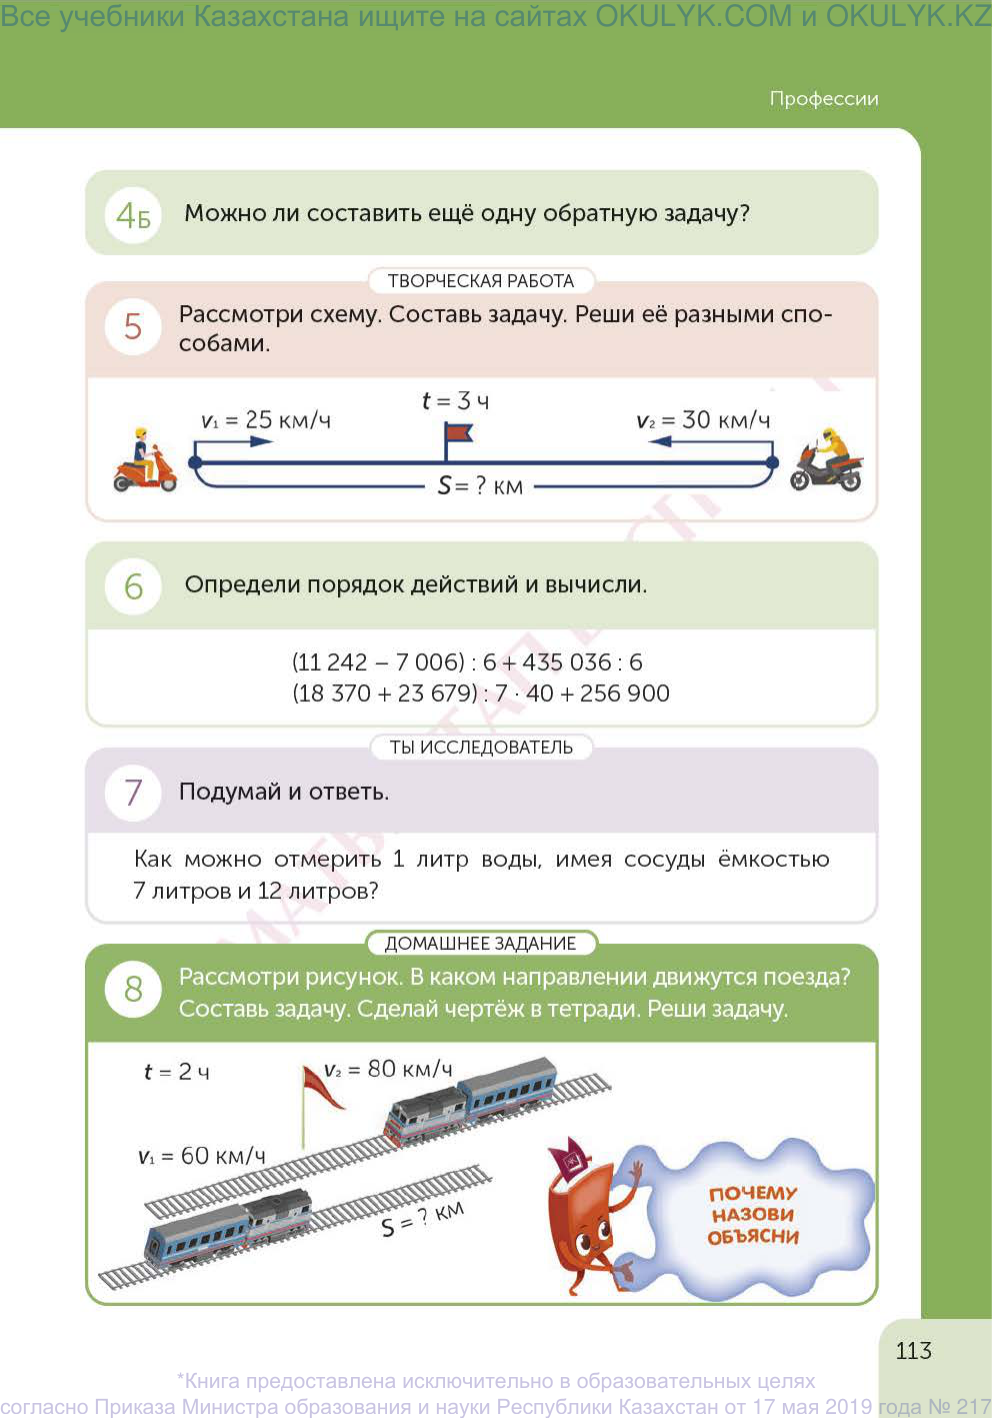 Все учебники Казахстана ищите на сайтах OKULYK.COM и OKULYK.KZ
Профессии
4Б Можно ли составить ещё одну обратную задачу?
ТВОРЧЕСКАЯ РАБОТА
5 Рассмотри схему. Составь задачу. Реши её разными спо-
собами.
t = 3 ч
v₁ = 25 км/ч v₂ = 30 км/ч
S = ? км
6 Определи порядок действий и вычисли.
(11 242 – 7 006) : 6 + 435 036 : 6
(18 370 + 23 679) : 7 · 40 + 256 900
ТЫ ИССЛЕДОВАТЕЛЬ
7 Подумай и ответь.
Как можно отмерить 1 литр воды, имея сосуды ёмкостью
7 литров и 12 литров?
ДОМАШНЕЕ ЗАДАНИЕ
8 Рассмотри рисунок. В каком направлении движутся поезда?
Составь задачу. Сделай чертёж в тетради. Реши задачу.
t = 2 ч v₂ = 80 км/ч
v₁ = 60 км/ч
S = ? км
ПОЧЕМУ
НАЗОВИ
ОБЪЯСНИ
113
*Книга предоставлена исключительно в образовательных целях
согласно Приказа Министра образования и науки Республики Казахстан от 17 мая 2019 года № 217